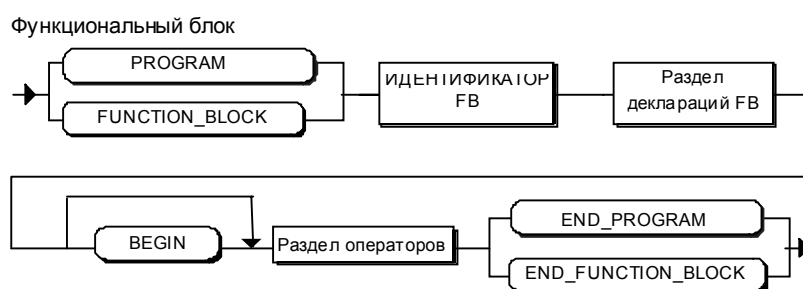 Функциональный блок
PROGRAM
FUNCTION_BLOCK
ИДЕНТИФИКАТОР
FB
Раздел
деклараций FB
BEGIN
Раздел операторов
END_PROGRAM
END_FUNCTION_BLOCK